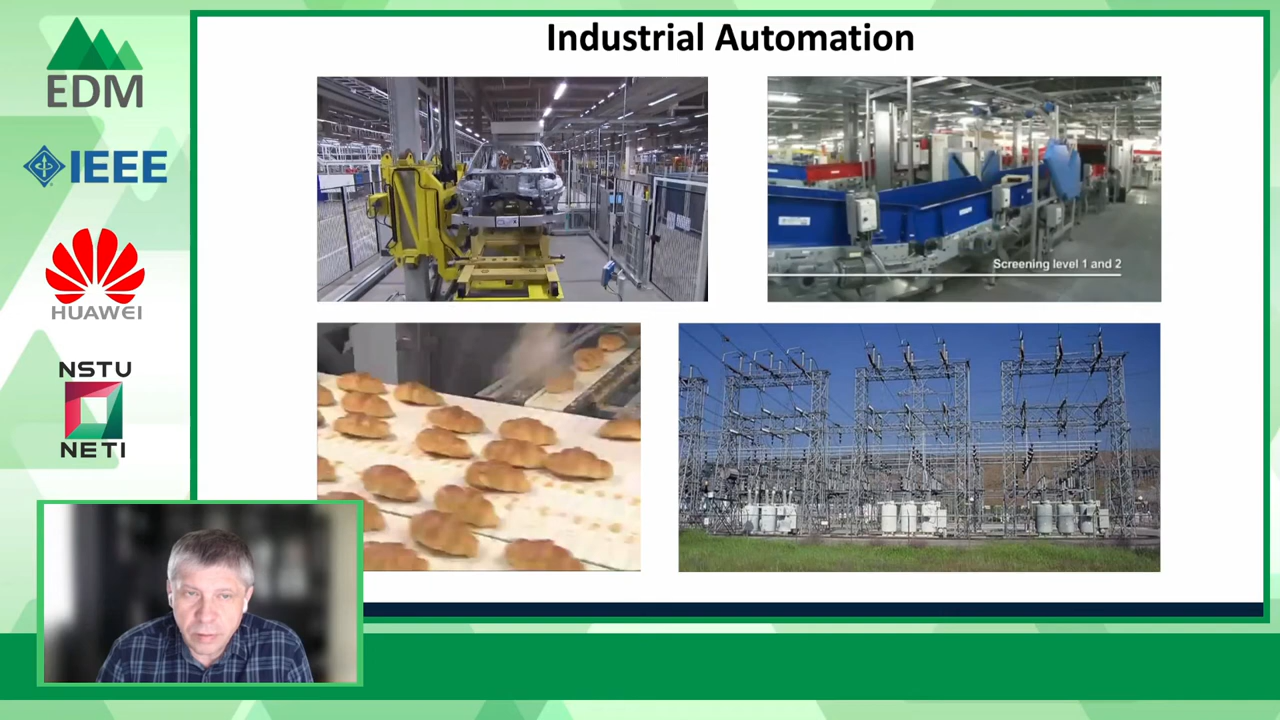 EDM
IEEE
HUAWEI
NSTU
NETI
Industrial Automation
Screening level 1 and 2